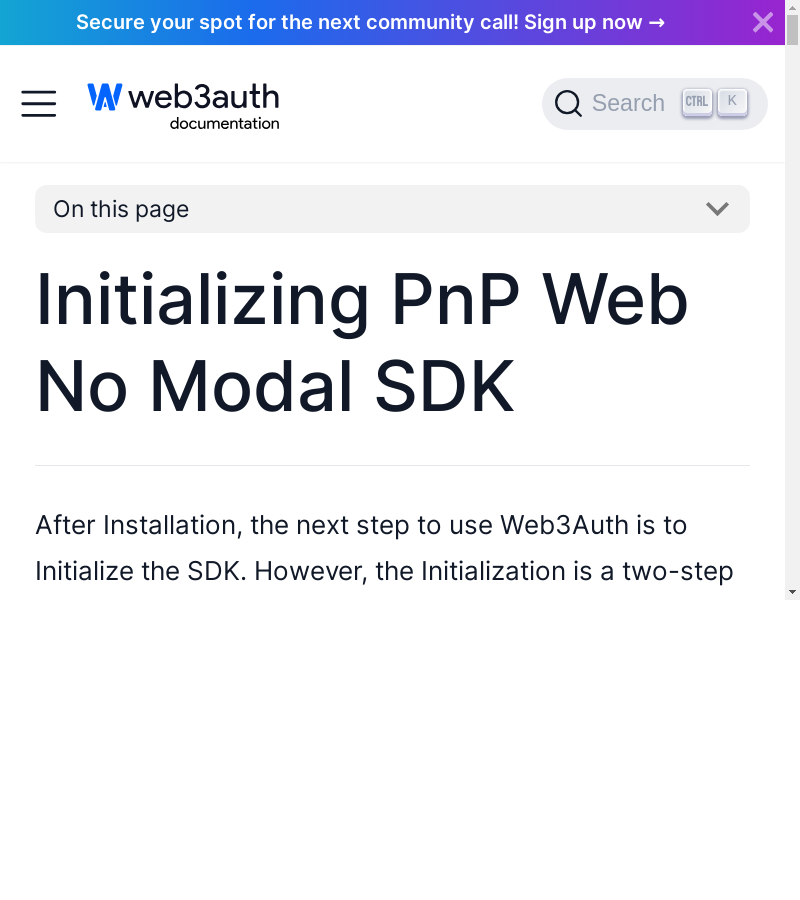 Secure your spot for the next community call! Sign up now →
web3auth
documentation
Search CTRL K
On this page
Initializing PnP Web
No Modal SDK
After Installation, the next step to use Web3Auth is to
Initialize the SDK. However, the Initialization is a two-step